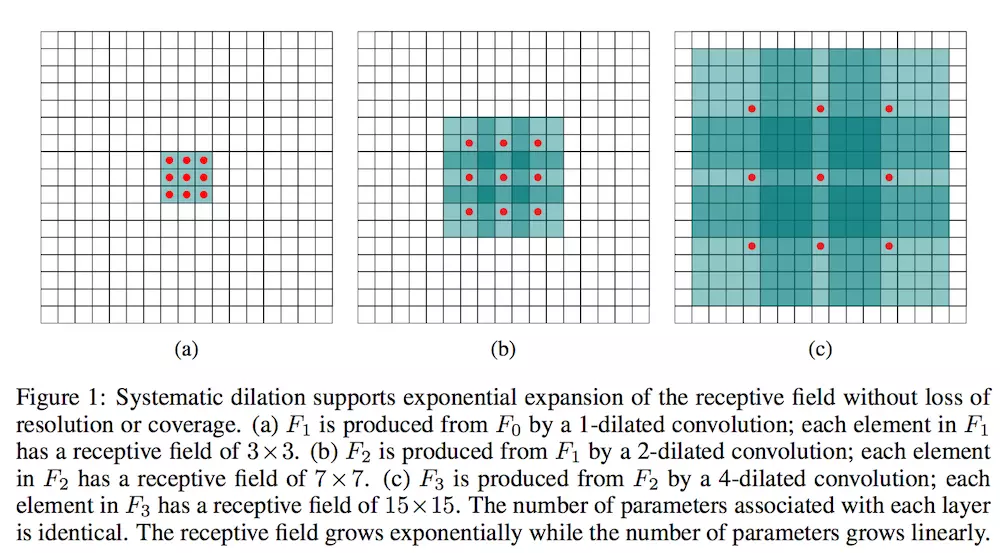 (a) (b) (c)
Figure 1: Systematic dilation supports exponential expansion of the receptive field without loss of
resolution or coverage. (a) F₁ is produced from F₀ by a 1-dilated convolution; each element in F₁
has a receptive field of 3×3. (b) F₂ is produced from F₁ by a 2-dilated convolution; each element
in F₂ has a receptive field of 7×7. (c) F₃ is produced from F₂ by a 4-dilated convolution; each
element in F₃ has a receptive field of 15×15. The number of parameters associated with each layer
is identical. The receptive field grows exponentially while the number of parameters grows linearly.